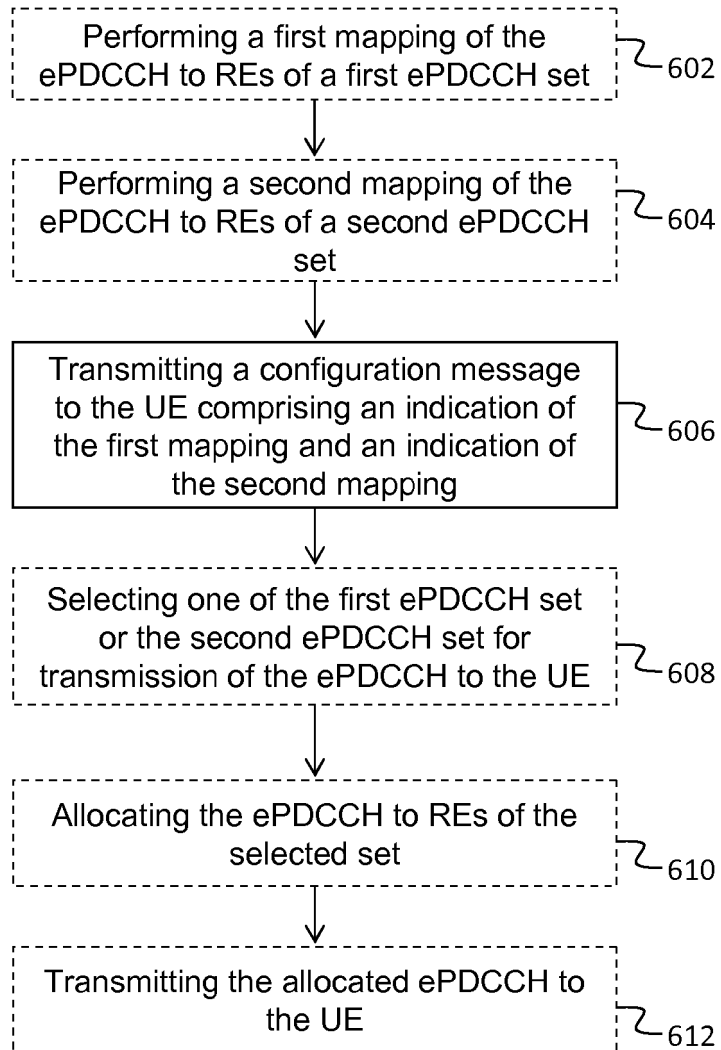 Performing a first mapping of the
ePDCCH to REs of a first ePDCCH set
602
Performing a second mapping of the
ePDCCH to REs of a second ePDCCH
set
604
Transmitting a configuration message
to the UE comprising an indication of
the first mapping and an indication of
the second mapping
606
Selecting one of the first ePDCCH set
or the second ePDCCH set for
transmission of the ePDCCH to the UE
608
Allocating the ePDCCH to REs of the
selected set
610
Transmitting the allocated ePDCCH to
the UE
612